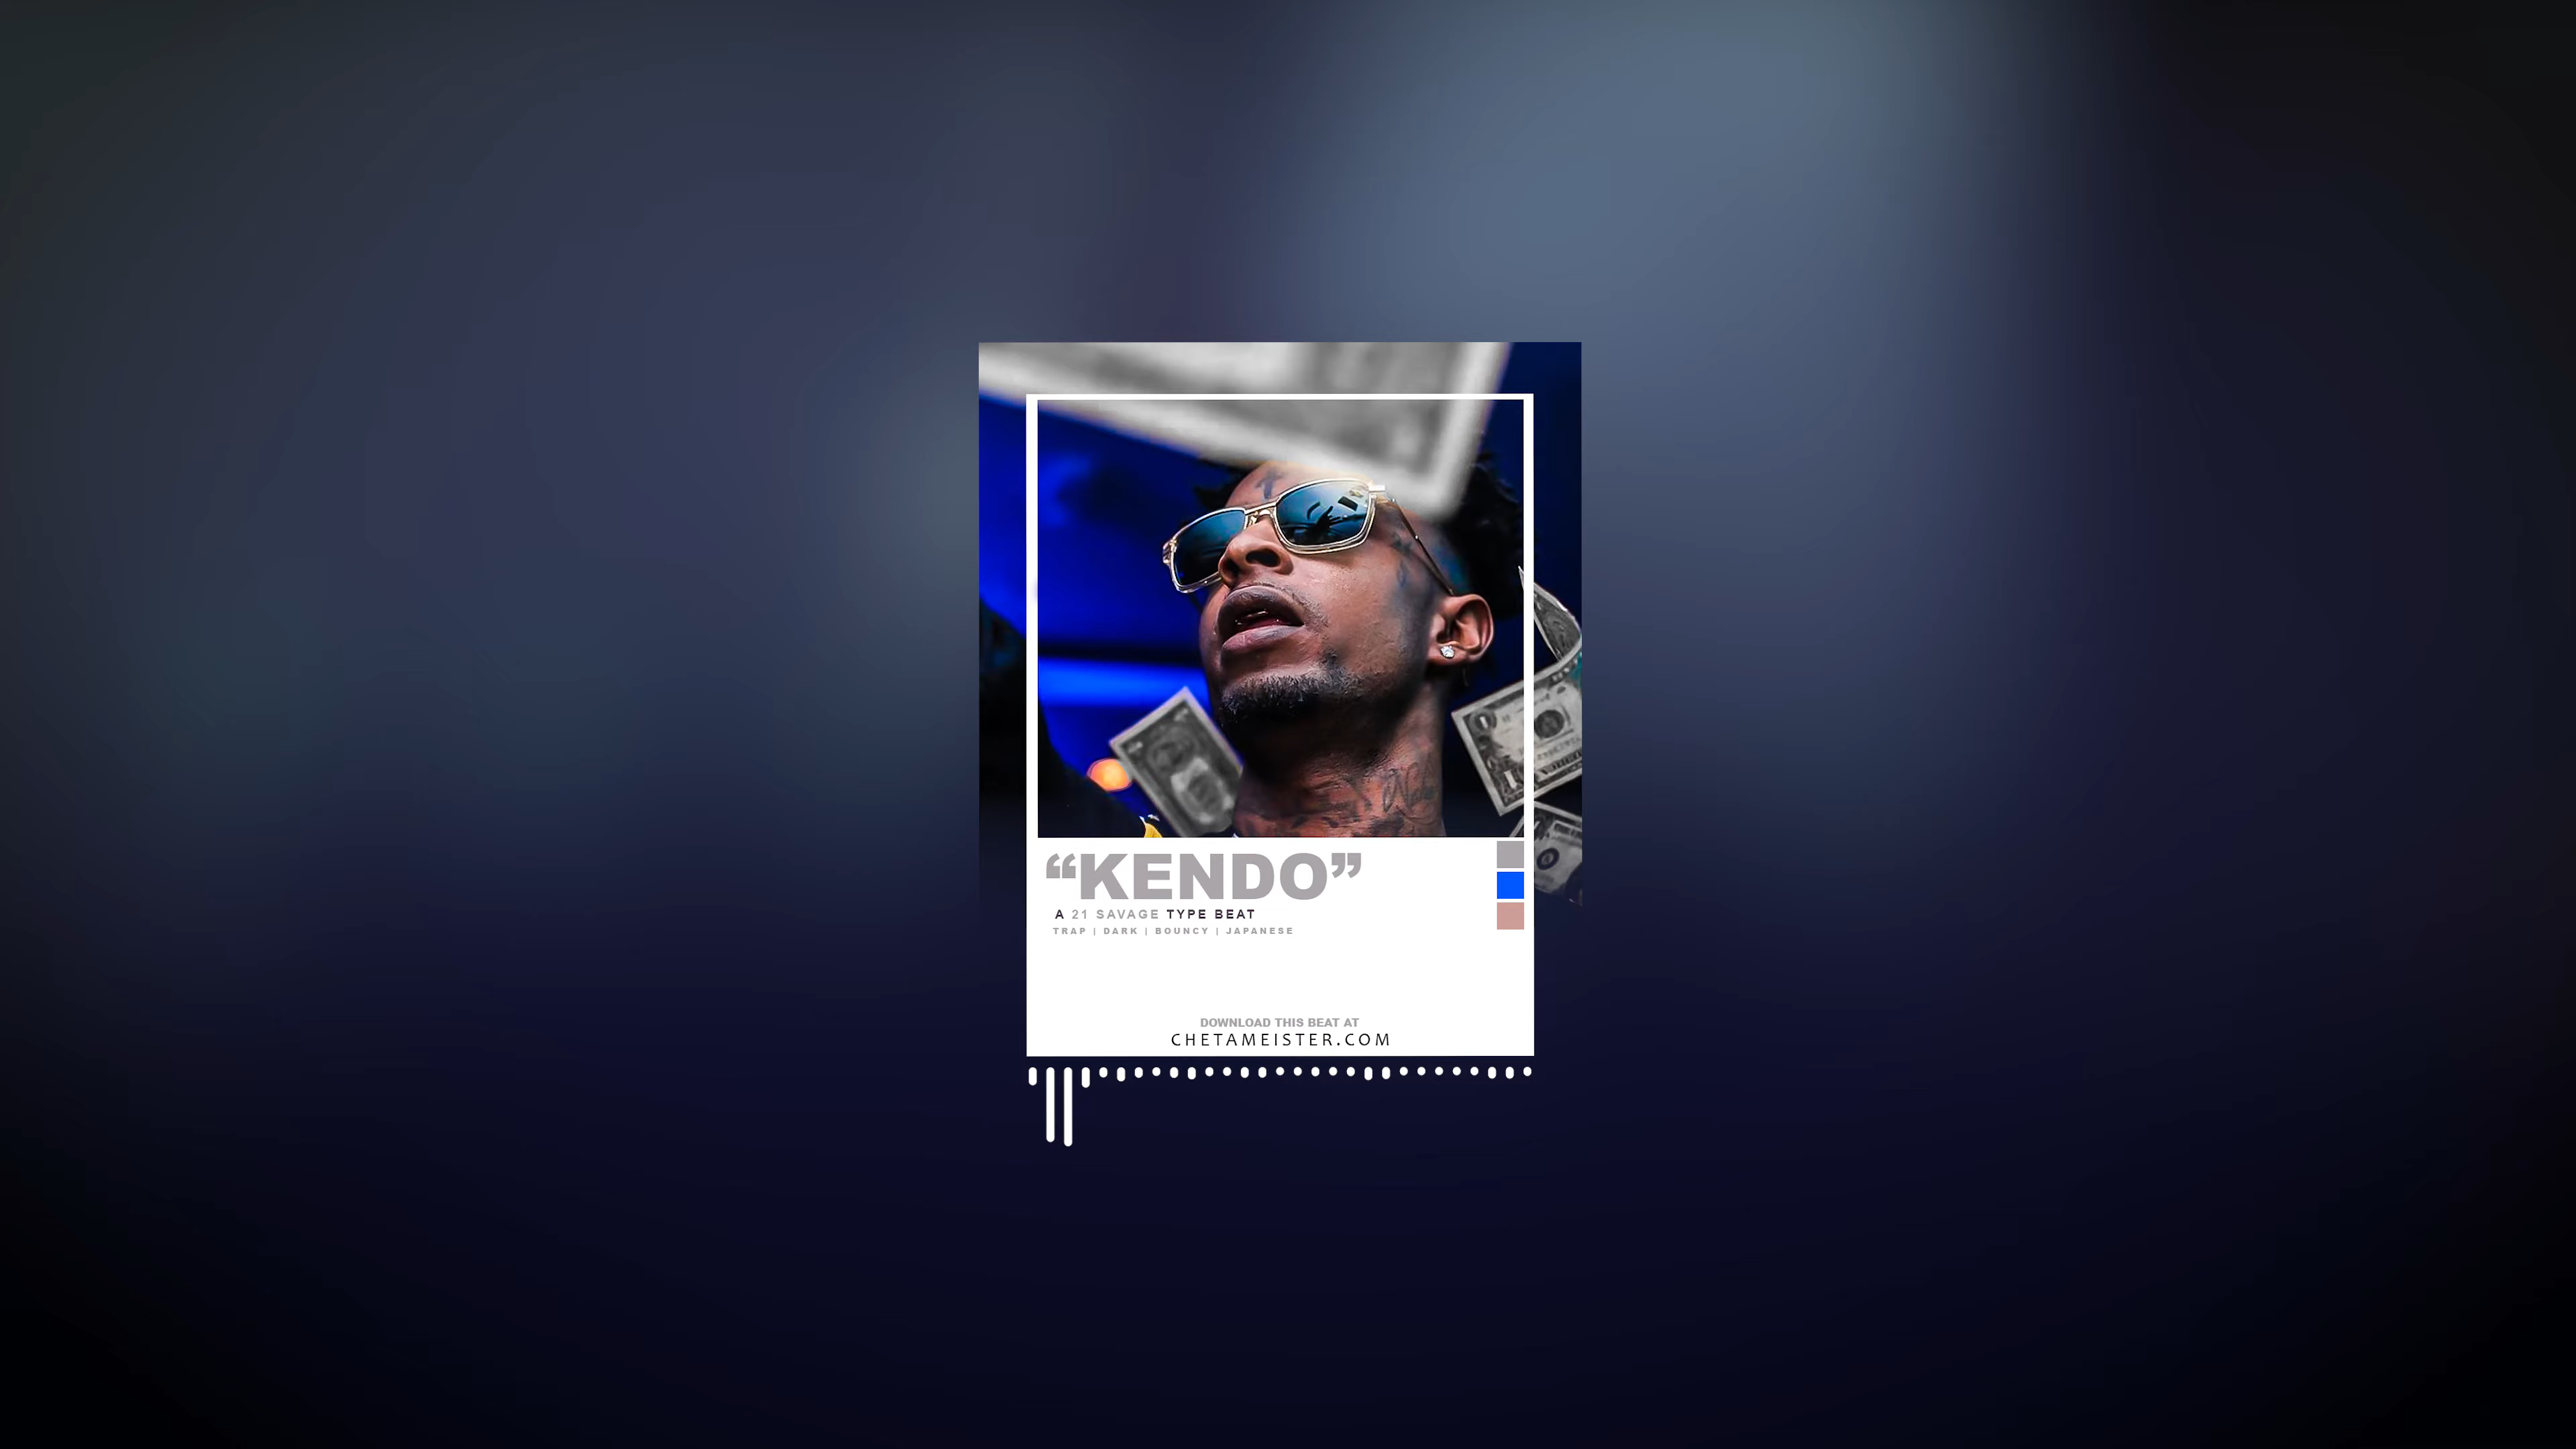 “KENDO”
A 21 SAVAGE TYPE BEAT
TRAP | DARK | BOUNCY | JAPANESE
DOWNLOAD THIS BEAT AT
CHETAMEISTER.COM